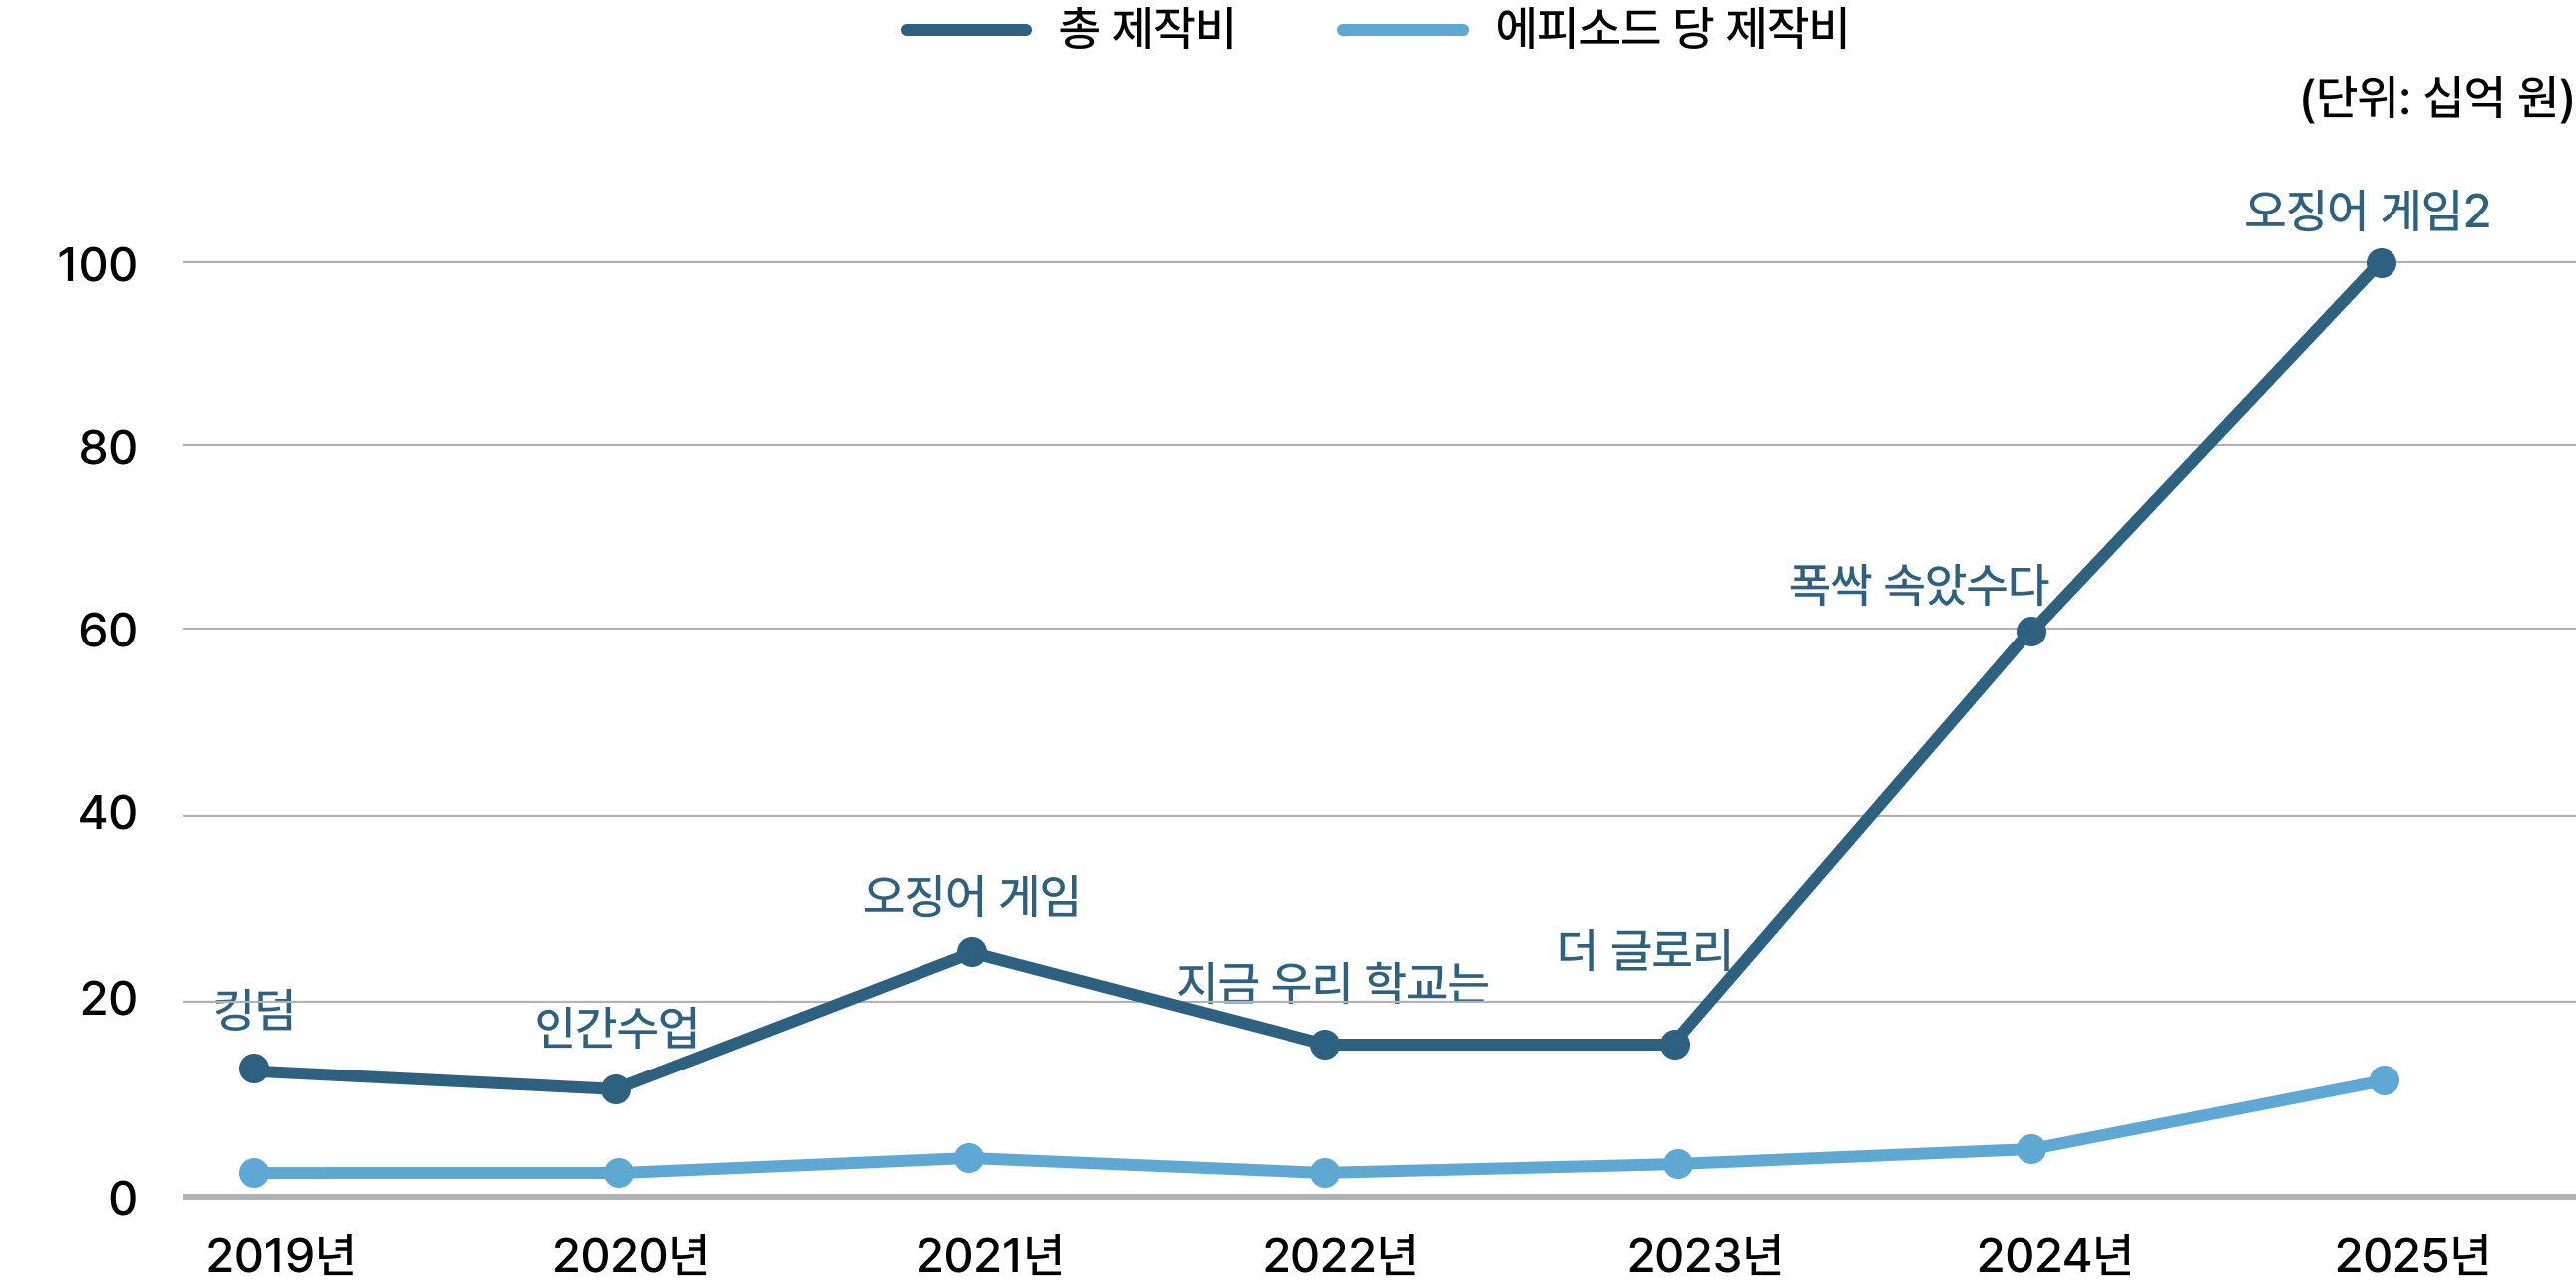 총 제작비 에피소드 당 제작비
(단위: 십억 원)
오징어 게임2
100
80
폭싹 속았수다
60
40
오징어 게임
더 글로리
지금 우리 학교는
20
킹덤
인간수업
0
2019년 2020년 2021년 2022년 2023년 2024년 2025년